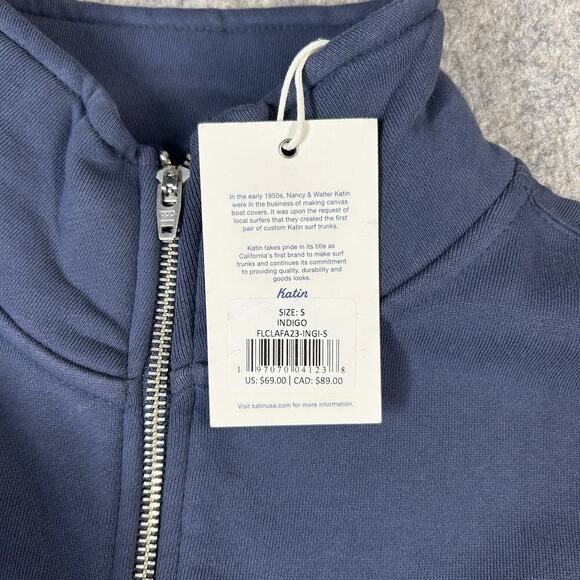 In the early 1950s, Nancy & Walter Katin
were in the business of making canvas
boat covers. It was upon the request of
local surfers that they created the first
pair of custom Katin surf trunks.
Katin takes pride in its title as
California's first brand to make surf
trunks and continues its commitment
to providing quality, durability and
goods looks.
Katin
SIZE: S
INDIGO
FLCLAFA23-INGI-S
1 97070 04123 8
US: $69.00 | CAD: $89.00
Visit katinusa.com for more information.